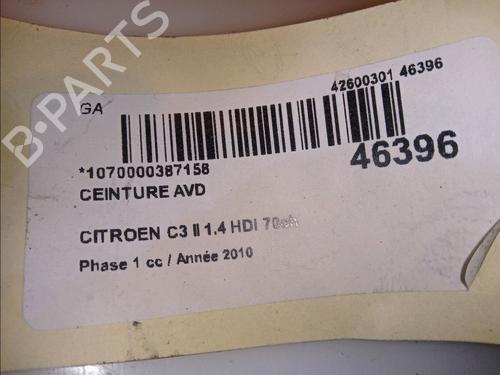 B-PARTS
GA
42600301 46396
*1070000387158
46396
CEINTURE AVD
CITROEN C3 II 1.4 HDi 70ch
Phase 1 cc / Année 2010